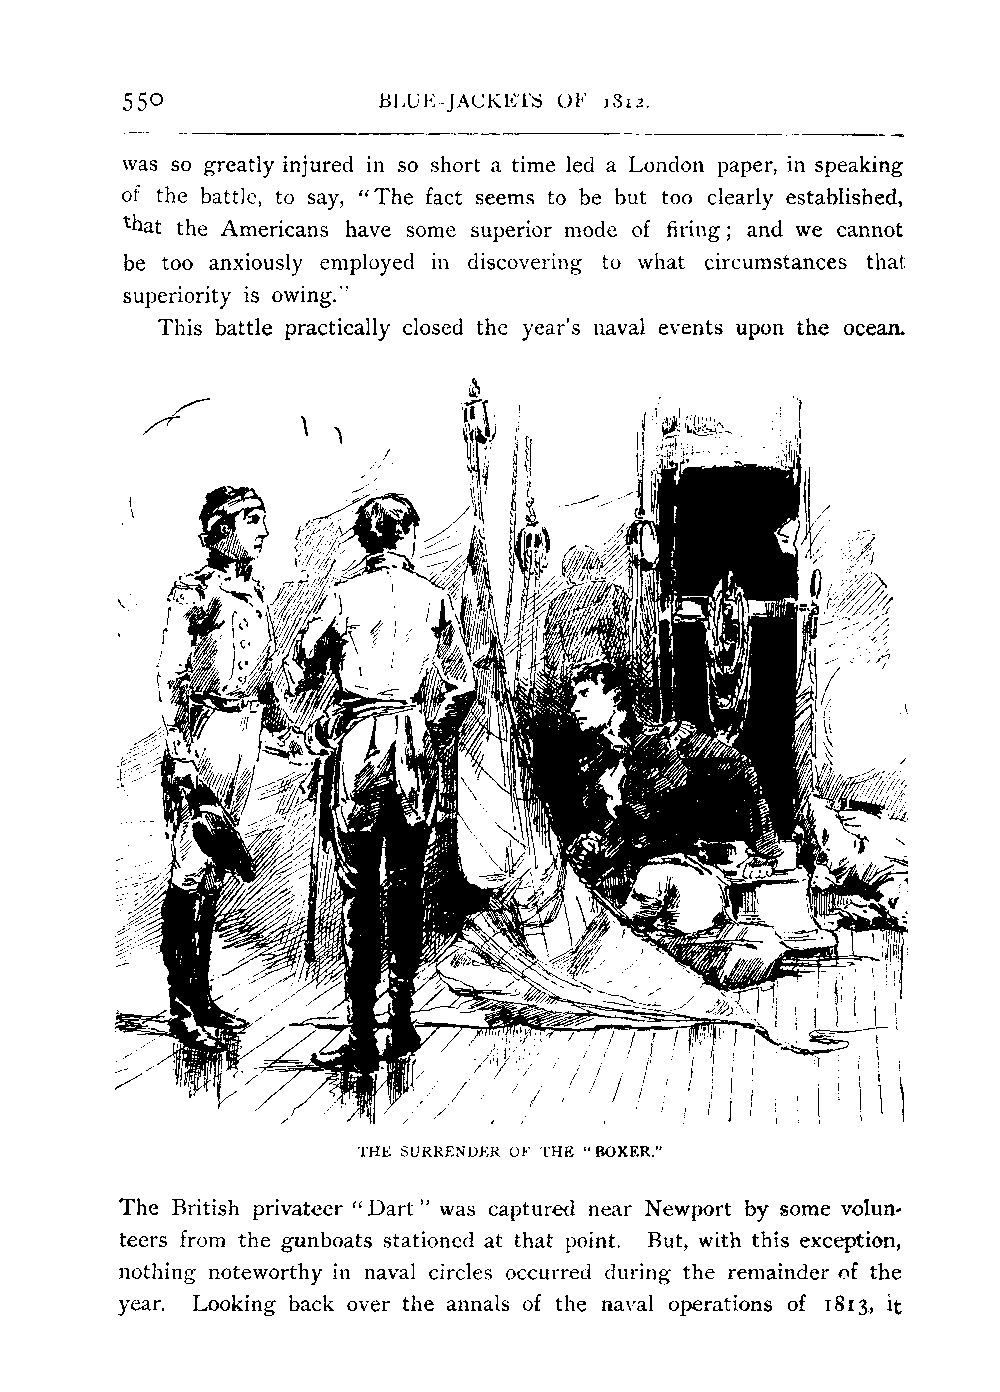 550 BLUE-JACKETS OF 1812.
was so greatly injured in so short a time led a London paper, in speaking
of the battle, to say, “The fact seems to be but too clearly established,
that the Americans have some superior mode of firing; and we cannot
be too anxiously employed in discovering to what circumstances that
superiority is owing.”
This battle practically closed the year's naval events upon the ocean.
THE SURRENDER OF THE “BOXER.”
The British privateer “Dart” was captured near Newport by some volun-
teers from the gunboats stationed at that point. But, with this exception,
nothing noteworthy in naval circles occurred during the remainder of the
year. Looking back over the annals of the naval operations of 1813, it